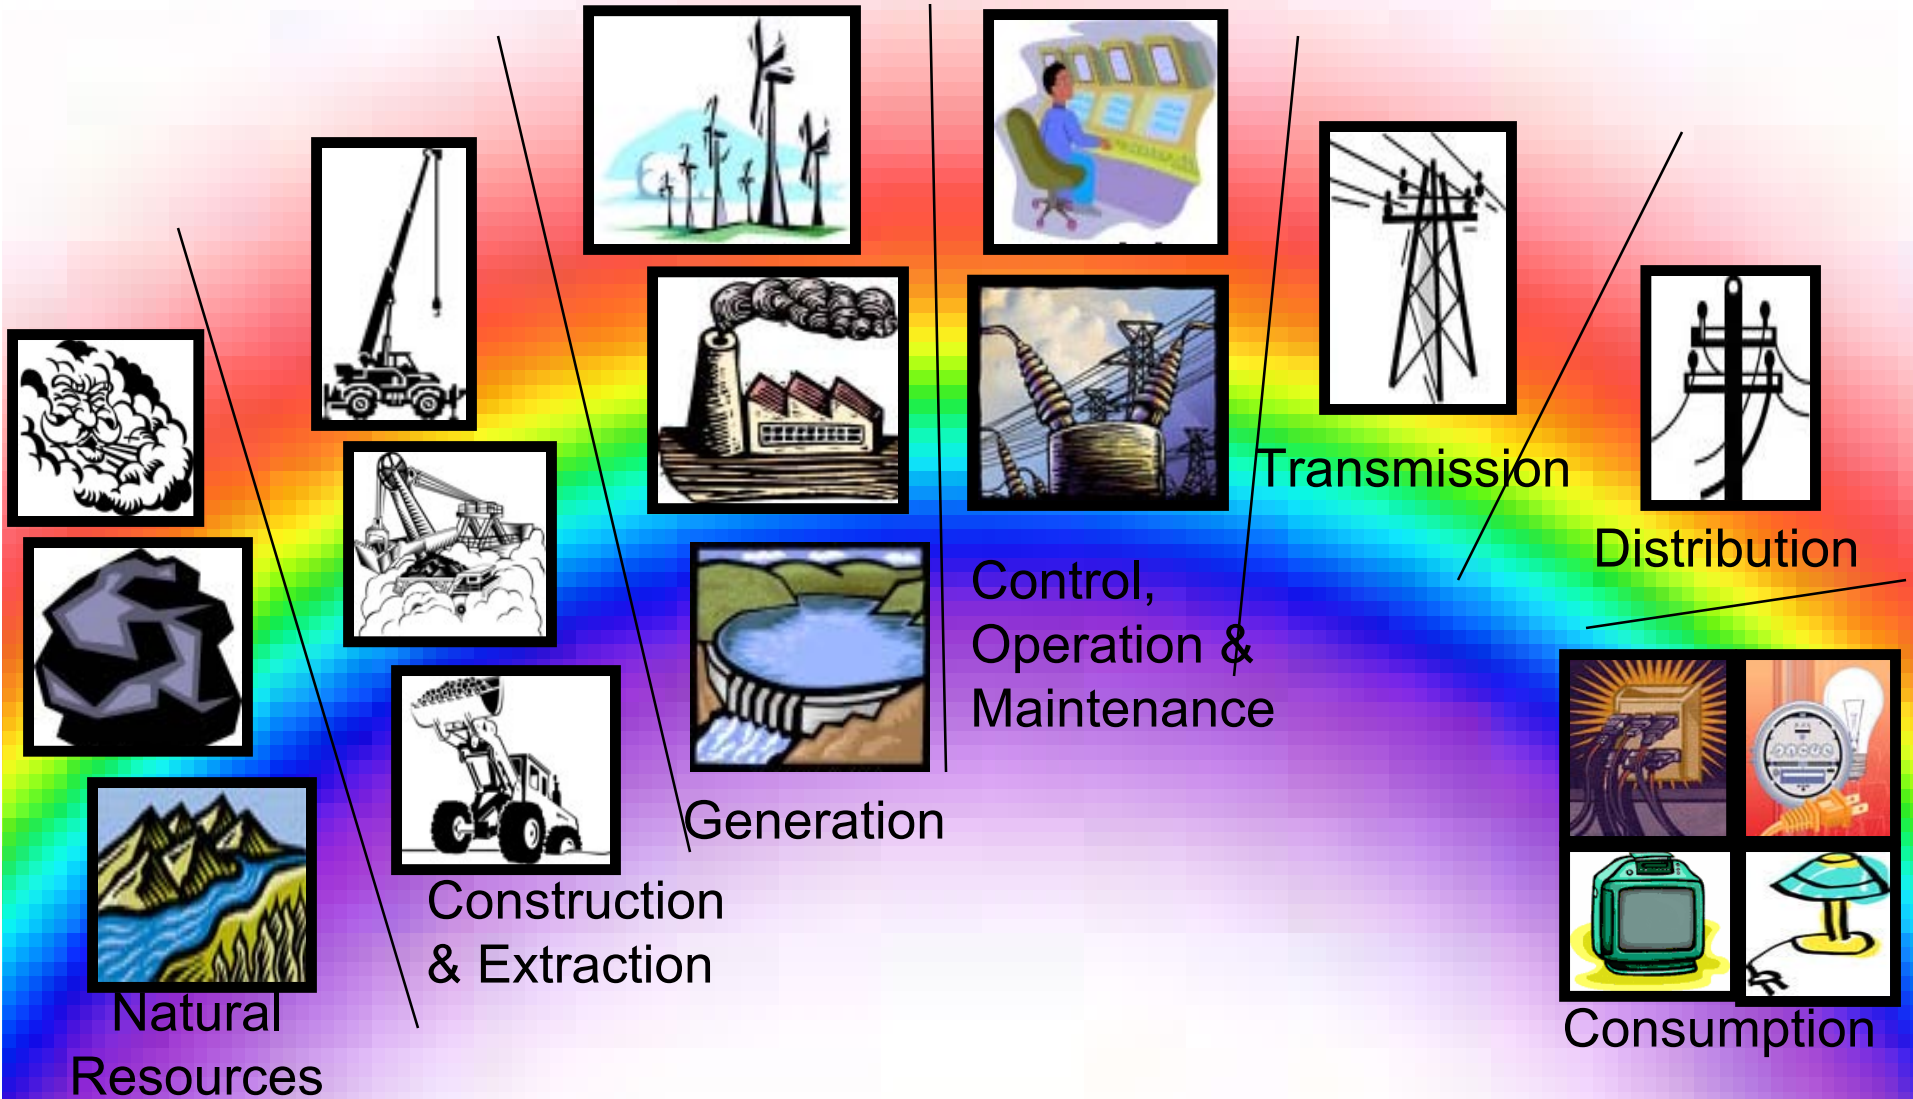 Natural
Resources
Construction
& Extraction
Generation
Control,
Operation &
Maintenance
Transmission
Distribution
Consumption